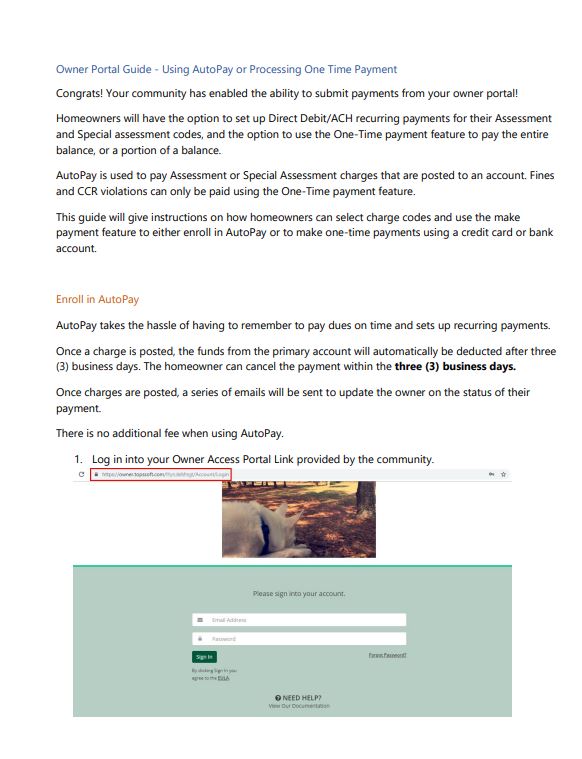 Owner Portal Guide - Using AutoPay or Processing One Time Payment
Congrats! Your community has enabled the ability to submit payments from your owner portal!
Homeowners will have the option to set up Direct Debit/ACH recurring payments for their Assessment
and Special assessment codes, and the option to use the One-Time payment feature to pay the entire
balance, or a portion of a balance.
AutoPay is used to pay Assessment or Special Assessment charges that are posted to an account. Fines
and CCR violations can only be paid using the One-Time payment feature.
This guide will give instructions on how homeowners can select charge codes and use the make
payment feature to either enroll in AutoPay or to make one-time payments using a credit card or bank
account.
Enroll in AutoPay
AutoPay takes the hassle of having to remember to pay dues on time and sets up recurring payments.
Once a charge is posted, the funds from the primary account will automatically be deducted after three
(3) business days. The homeowner can cancel the payment within the three (3) business days.
Once charges are posted, a series of emails will be sent to update the owner on the status of their
payment.
There is no additional fee when using AutoPay.
1. Log in into your Owner Access Portal Link provided by the community.
Please sign into your account.
Email Address
Password
Sign In
Forgot Password?
By clicking Sign In you
agree to the EULA
NEED HELP?
View Our Documentation